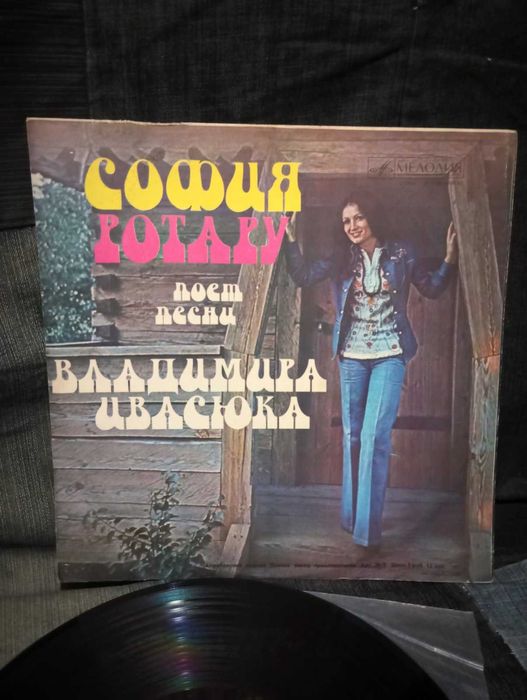 СОФИЯ
РОТАРУ
МЕЛОДИЯ
поет
песни
ВЛАДИМИРА
ИВАСЮКА